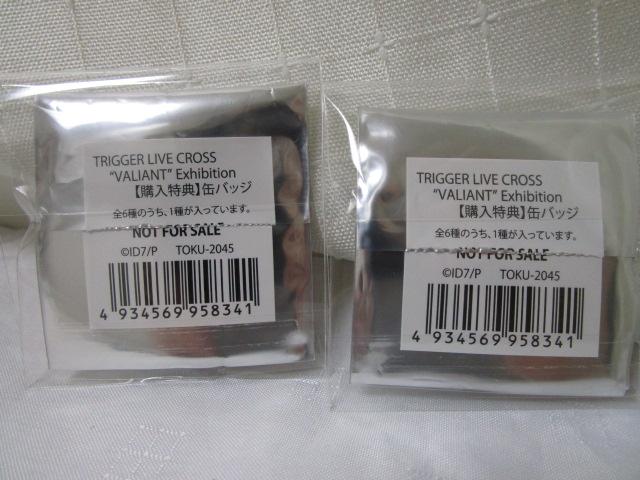 TRIGGER LIVE CROSS
“VALIANT” Exhibition
【購入特典】缶バッジ
全6種のうち、1種が入っています。
NOT FOR SALE
©ID7/P TOKU-2045
4 934569 958341
TRIGGER LIVE CROSS
“VALIANT” Exhibition
【購入特典】缶バッジ
全6種のうち、1種が入っています。
NOT FOR SALE
©ID7/P TOKU-2045
4 934569 958341